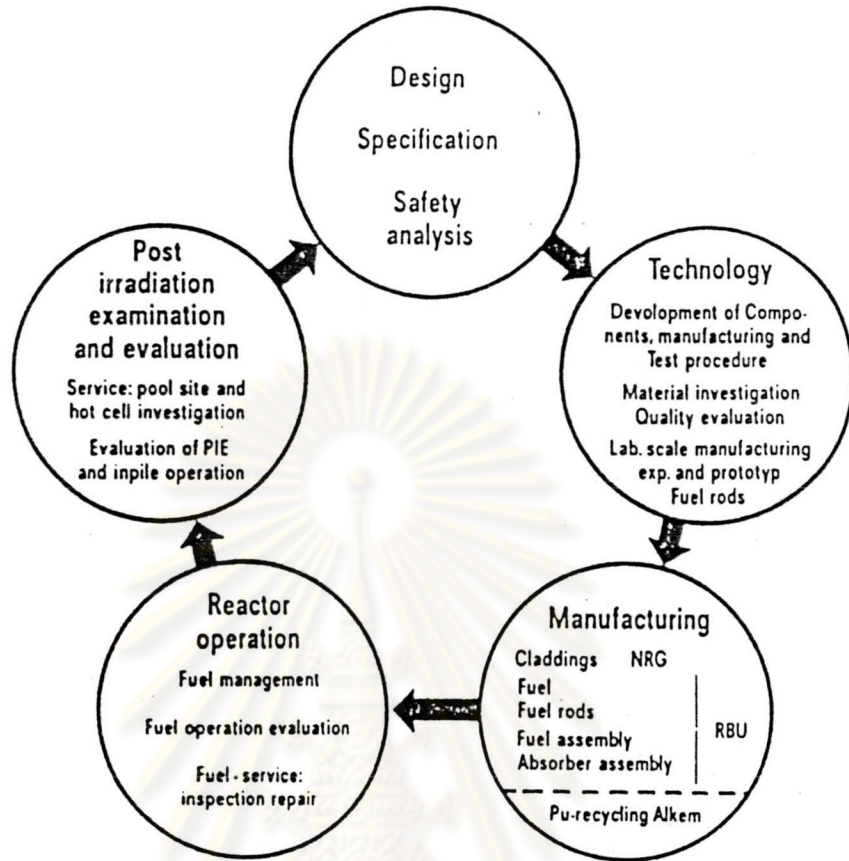 Design
Specification
Safety
analysis
Technology
Devolopment of Compo-
nents, manufacturing and
Test procedure
Material investigation
Quality evaluation
Lab. scale manufacturing
exp. and prototyp
Fuel rods
Manufacturing
Claddings NRG
Fuel
Fuel rods
Fuel assembly
Absorber assembly
RBU
Pu-recycling Alkem
Reactor
operation
Fuel management
Fuel operation evaluation
Fuel - service:
inspection repair
Post
irradiation
examination
and evaluation
Service: pool site and
hot cell investigation
Evaluation of PIE
and inpile operation